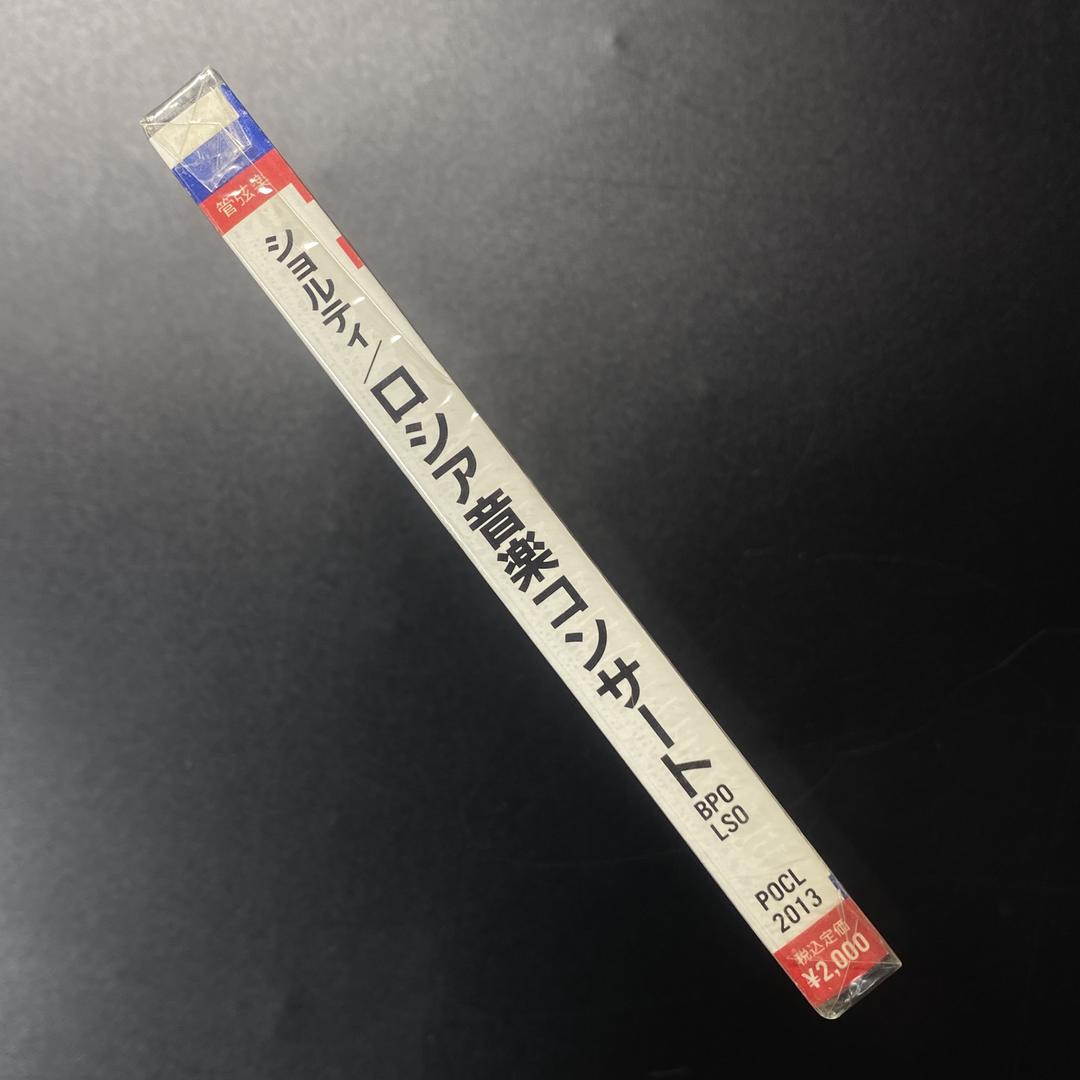 管弦楽
ショルティ/ロシア音楽コンサート
BPO
LSO
POCL
2013
税込定価
¥2,000